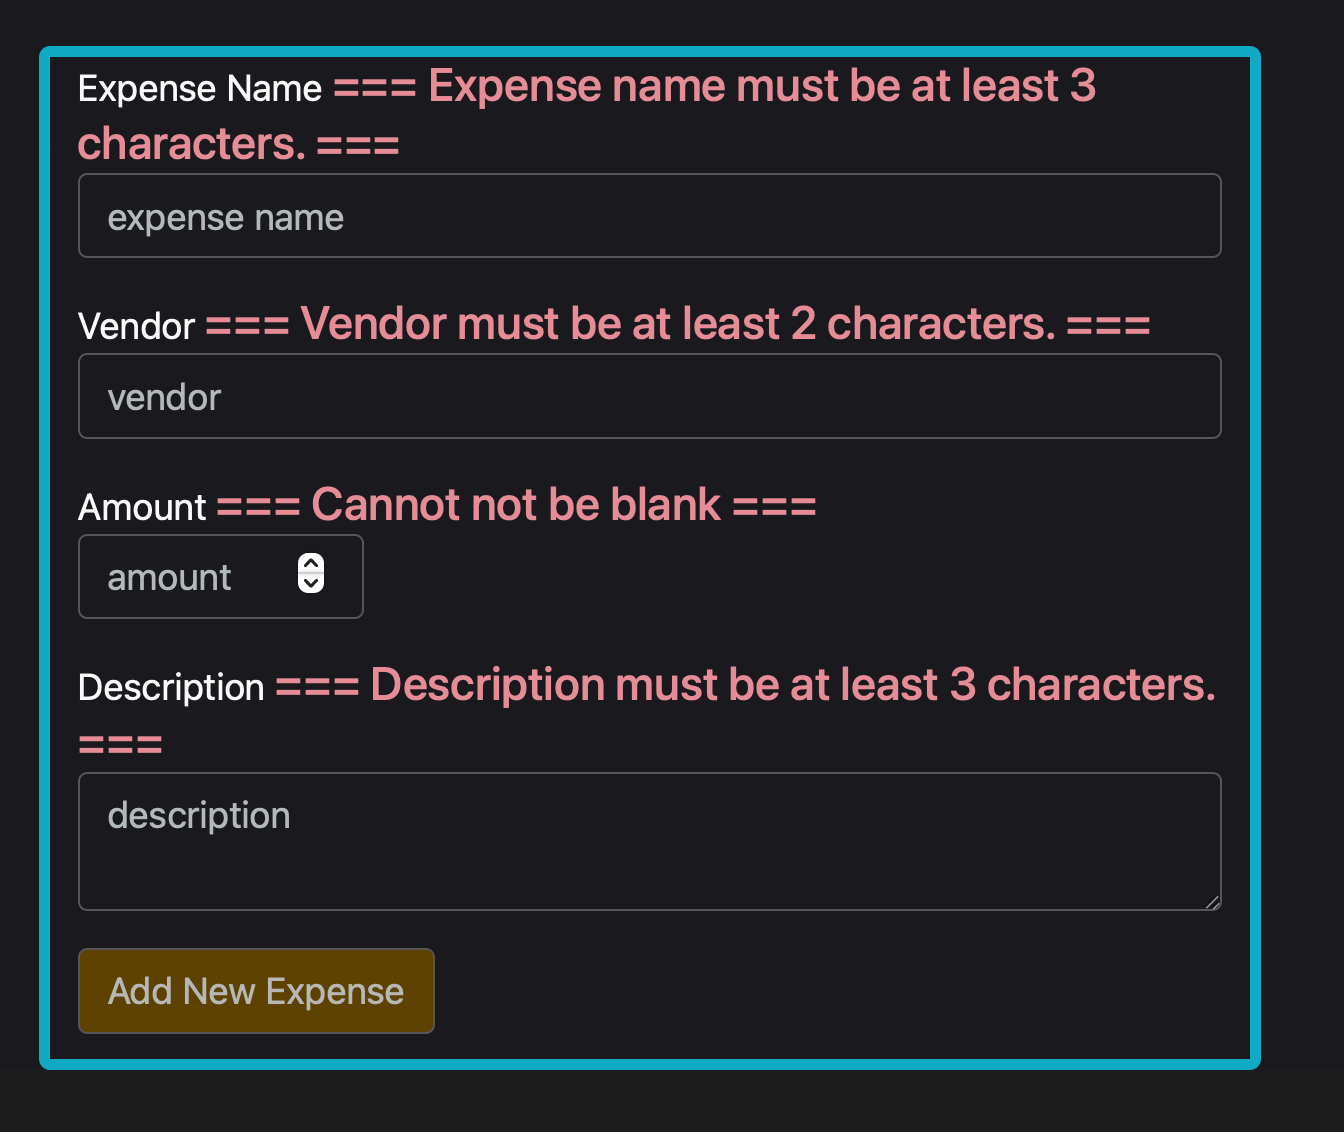 Expense Name === Expense name must be at least 3
characters. ===
expense name
Vendor === Vendor must be at least 2 characters. ===
vendor
Amount === Cannot not be blank ===
amount
Description === Description must be at least 3 characters.
===
description
Add New Expense